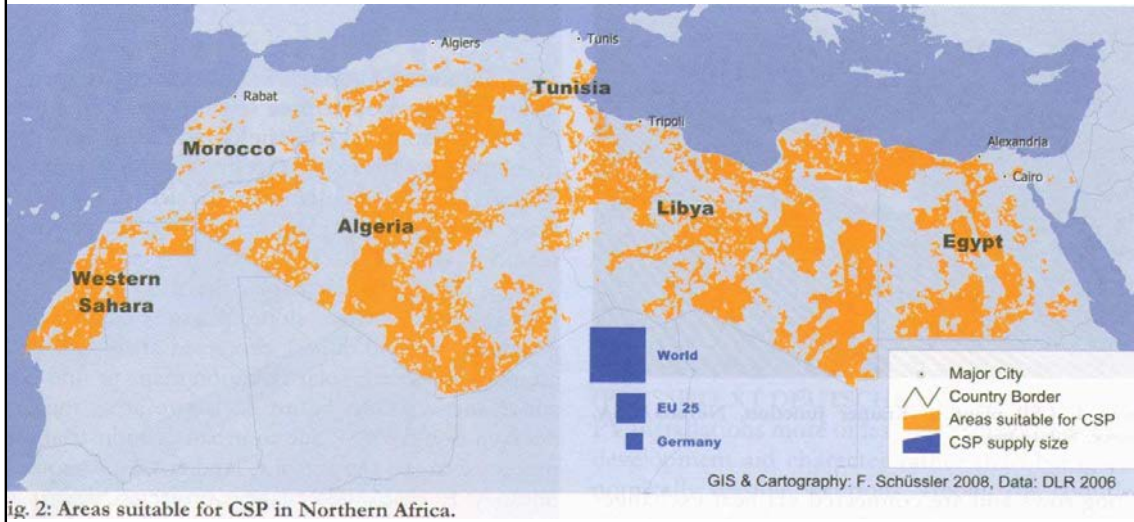 Algiers
Tunis
Rabat
Tunisia
Tripoli
Morocco
Alexandria
Cairo
Algeria
Libya
Egypt
Western
Sahara
World
EU 25
Germany
Major City
Country Border
Areas suitable for CSP
CSP supply size
GIS & Cartography: F. Schüssler 2008, Data: DLR 2006
ig. 2: Areas suitable for CSP in Northern Africa.